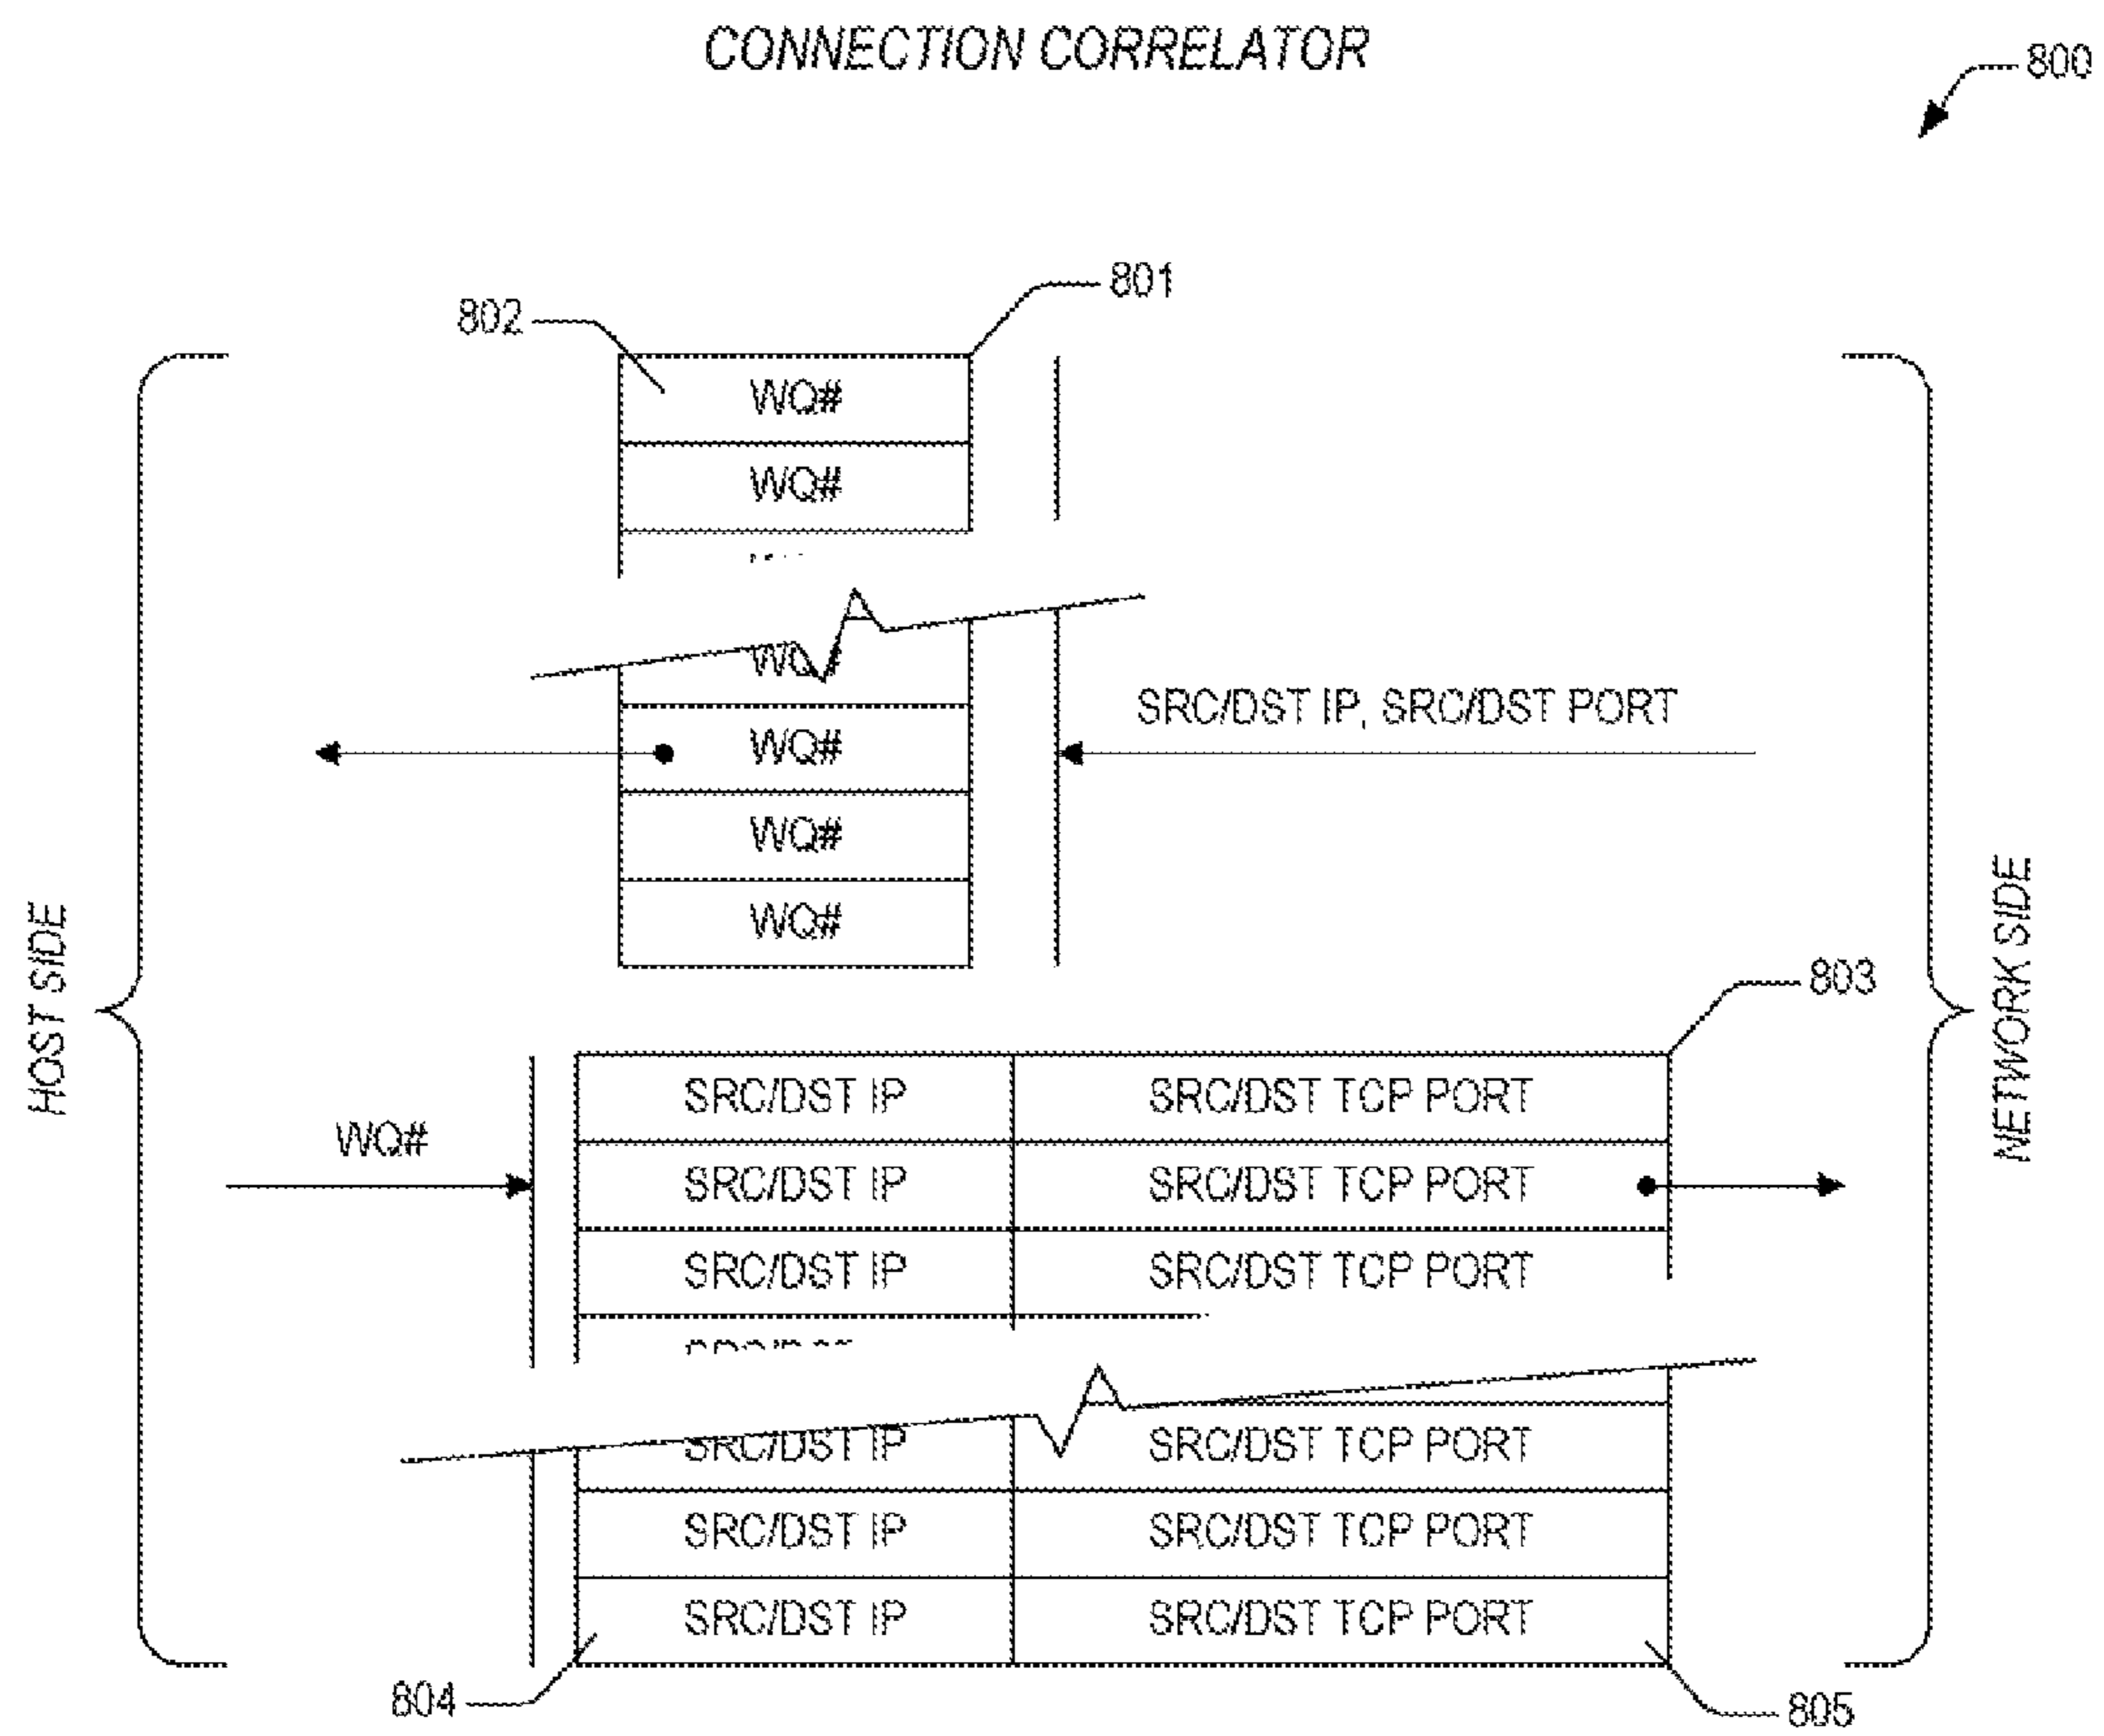 CONNECTION CORRELATOR
800
801
802
WQ#
WQ#
WQ#
SRC/DST IP, SRC/DST PORT
WQ#
WQ#
WQ#
HOST SIDE
NETWORK SIDE
803
SRC/DST IP SRC/DST TCP PORT
WQ#
SRC/DST IP SRC/DST TCP PORT
SRC/DST IP SRC/DST TCP PORT
SRC/DST IP SRC/DST TCP PORT
SRC/DST IP SRC/DST TCP PORT
SRC/DST IP SRC/DST TCP PORT
804
805